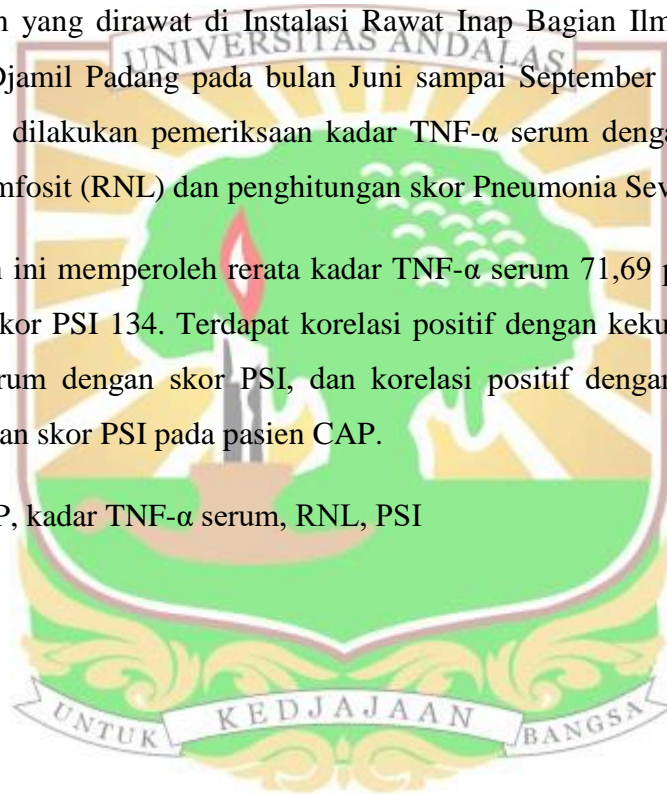 n yang dirawat di Instalasi Rawat Inap Bagian Ilm
UNIVERSITAS ANDALAS
Djamil Padang pada bulan Juni sampai September
dilakukan pemeriksaan kadar TNF-α serum denga
mfosit (RNL) dan penghitungan skor Pneumonia Sev
n ini memperoleh rerata kadar TNF-α serum 71,69 p
kor PSI 134. Terdapat korelasi positif dengan keku
rum dengan skor PSI, dan korelasi positif dengan
an skor PSI pada pasien CAP.
P, kadar TNF-α serum, RNL, PSI
UNTUK KEDJAJAAN BANGSA